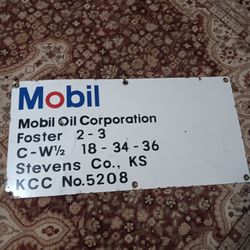 Mobil
Mobil Oil Corporation
Foster 2-3
C-W½ 18-34-36
Stevens Co., KS
KCC No.5208